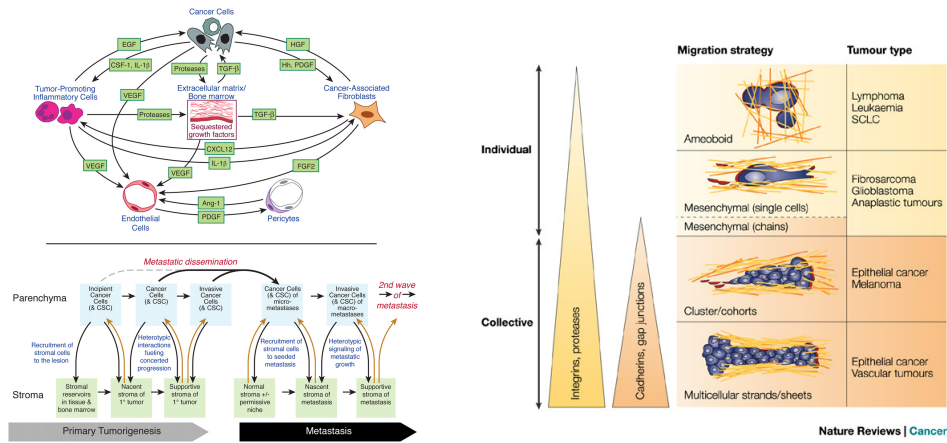 Cancer Cells
EGF
HGF
CSF-1, IL-1β
Proteases
TGF-β
Hh, PDGF
VEGF
Tumor-Promoting
Inflammatory Cells
Extracellular matrix/
Bone marrow
Cancer-Associated
Fibroblasts
Proteases
TGF-β
Sequestered
growth factors
CXCL12
IL-1β
VEGF
VEGF
FGF2
Ang-1
PDGF
Endothelial
Cells
Pericytes
Metastatic dissemination
Parenchyma
Incipient
Cancer
Cells
(& CSC)
Cancer
Cells
(& CSC)
Invasive
Cancer
Cells
(& CSC)
Cancer Cells
(& CSC) of
micro-
metastases
Invasive
Cancer Cells
(& CSC) of
macro-
metastases
2nd wave
of
metastasis
Recruitment of
stromal cells
to the lesion
Heterotypic
interactions
fueling
concerted
progression
Recruitment of
stromal cells
to seeded
metastasis
Heterotypic
signaling of
metastatic
growth
Stroma
Stromal
reservoirs
in tissue &
bone marrow
Nacent
stroma of
1° tumor
Supportive
stroma of
1° tumor
Normal
stroma +/-
permissive
niche
Nascent
stroma of
metastasis
Supportive
stroma of
metastasis
Primary Tumorigenesis
Metastasis
Migration strategy
Tumour type
Individual
Collective
Integrins, proteases
Cadherins, gap junctions
Ameoboid
Lymphoma
Leukaemia
SCLC
Mesenchymal (single cells)
Mesenchymal (chains)
Fibrosarcoma
Glioblastoma
Anaplastic tumours
Cluster/cohorts
Epithelial cancer
Melanoma
Multicellular strands/sheets
Epithelial cancer
Vascular tumours
Nature Reviews | Cancer